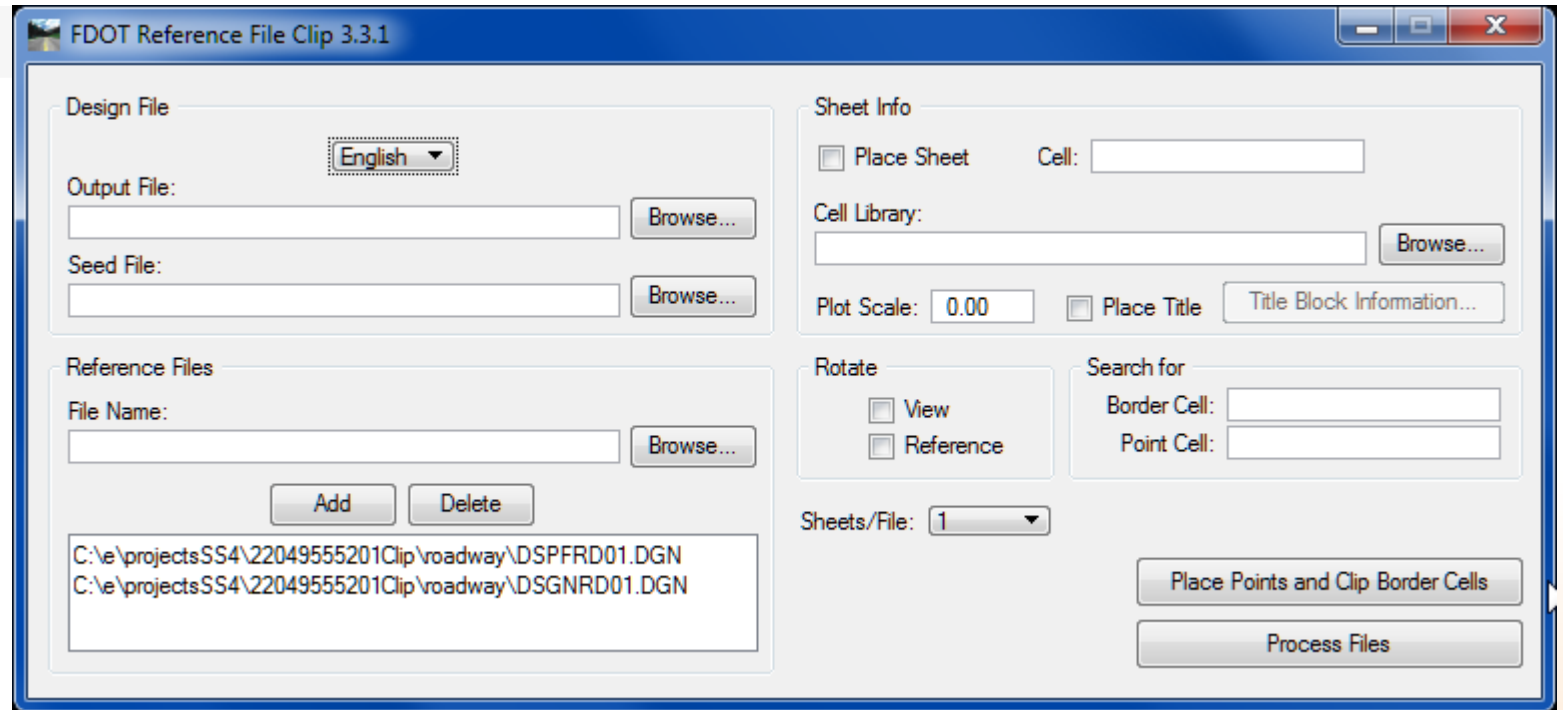 FDOT Reference File Clip 3.3.1
Design File
English
Output File:
Browse...
Seed File:
Browse...
Reference Files
File Name:
Browse...
Add Delete
C:\e\projectsSS4\22049555201Clip\roadway\DSPFRD01.DGN
C:\e\projectsSS4\22049555201Clip\roadway\DSGNRD01.DGN
Sheet Info
Place Sheet Cell:
Cell Library:
Browse...
Plot Scale: 0.00 Place Title Title Block Information...
Rotate
View
Reference
Search for
Border Cell:
Point Cell:
Sheets/File: 1
Place Points and Clip Border Cells
Process Files